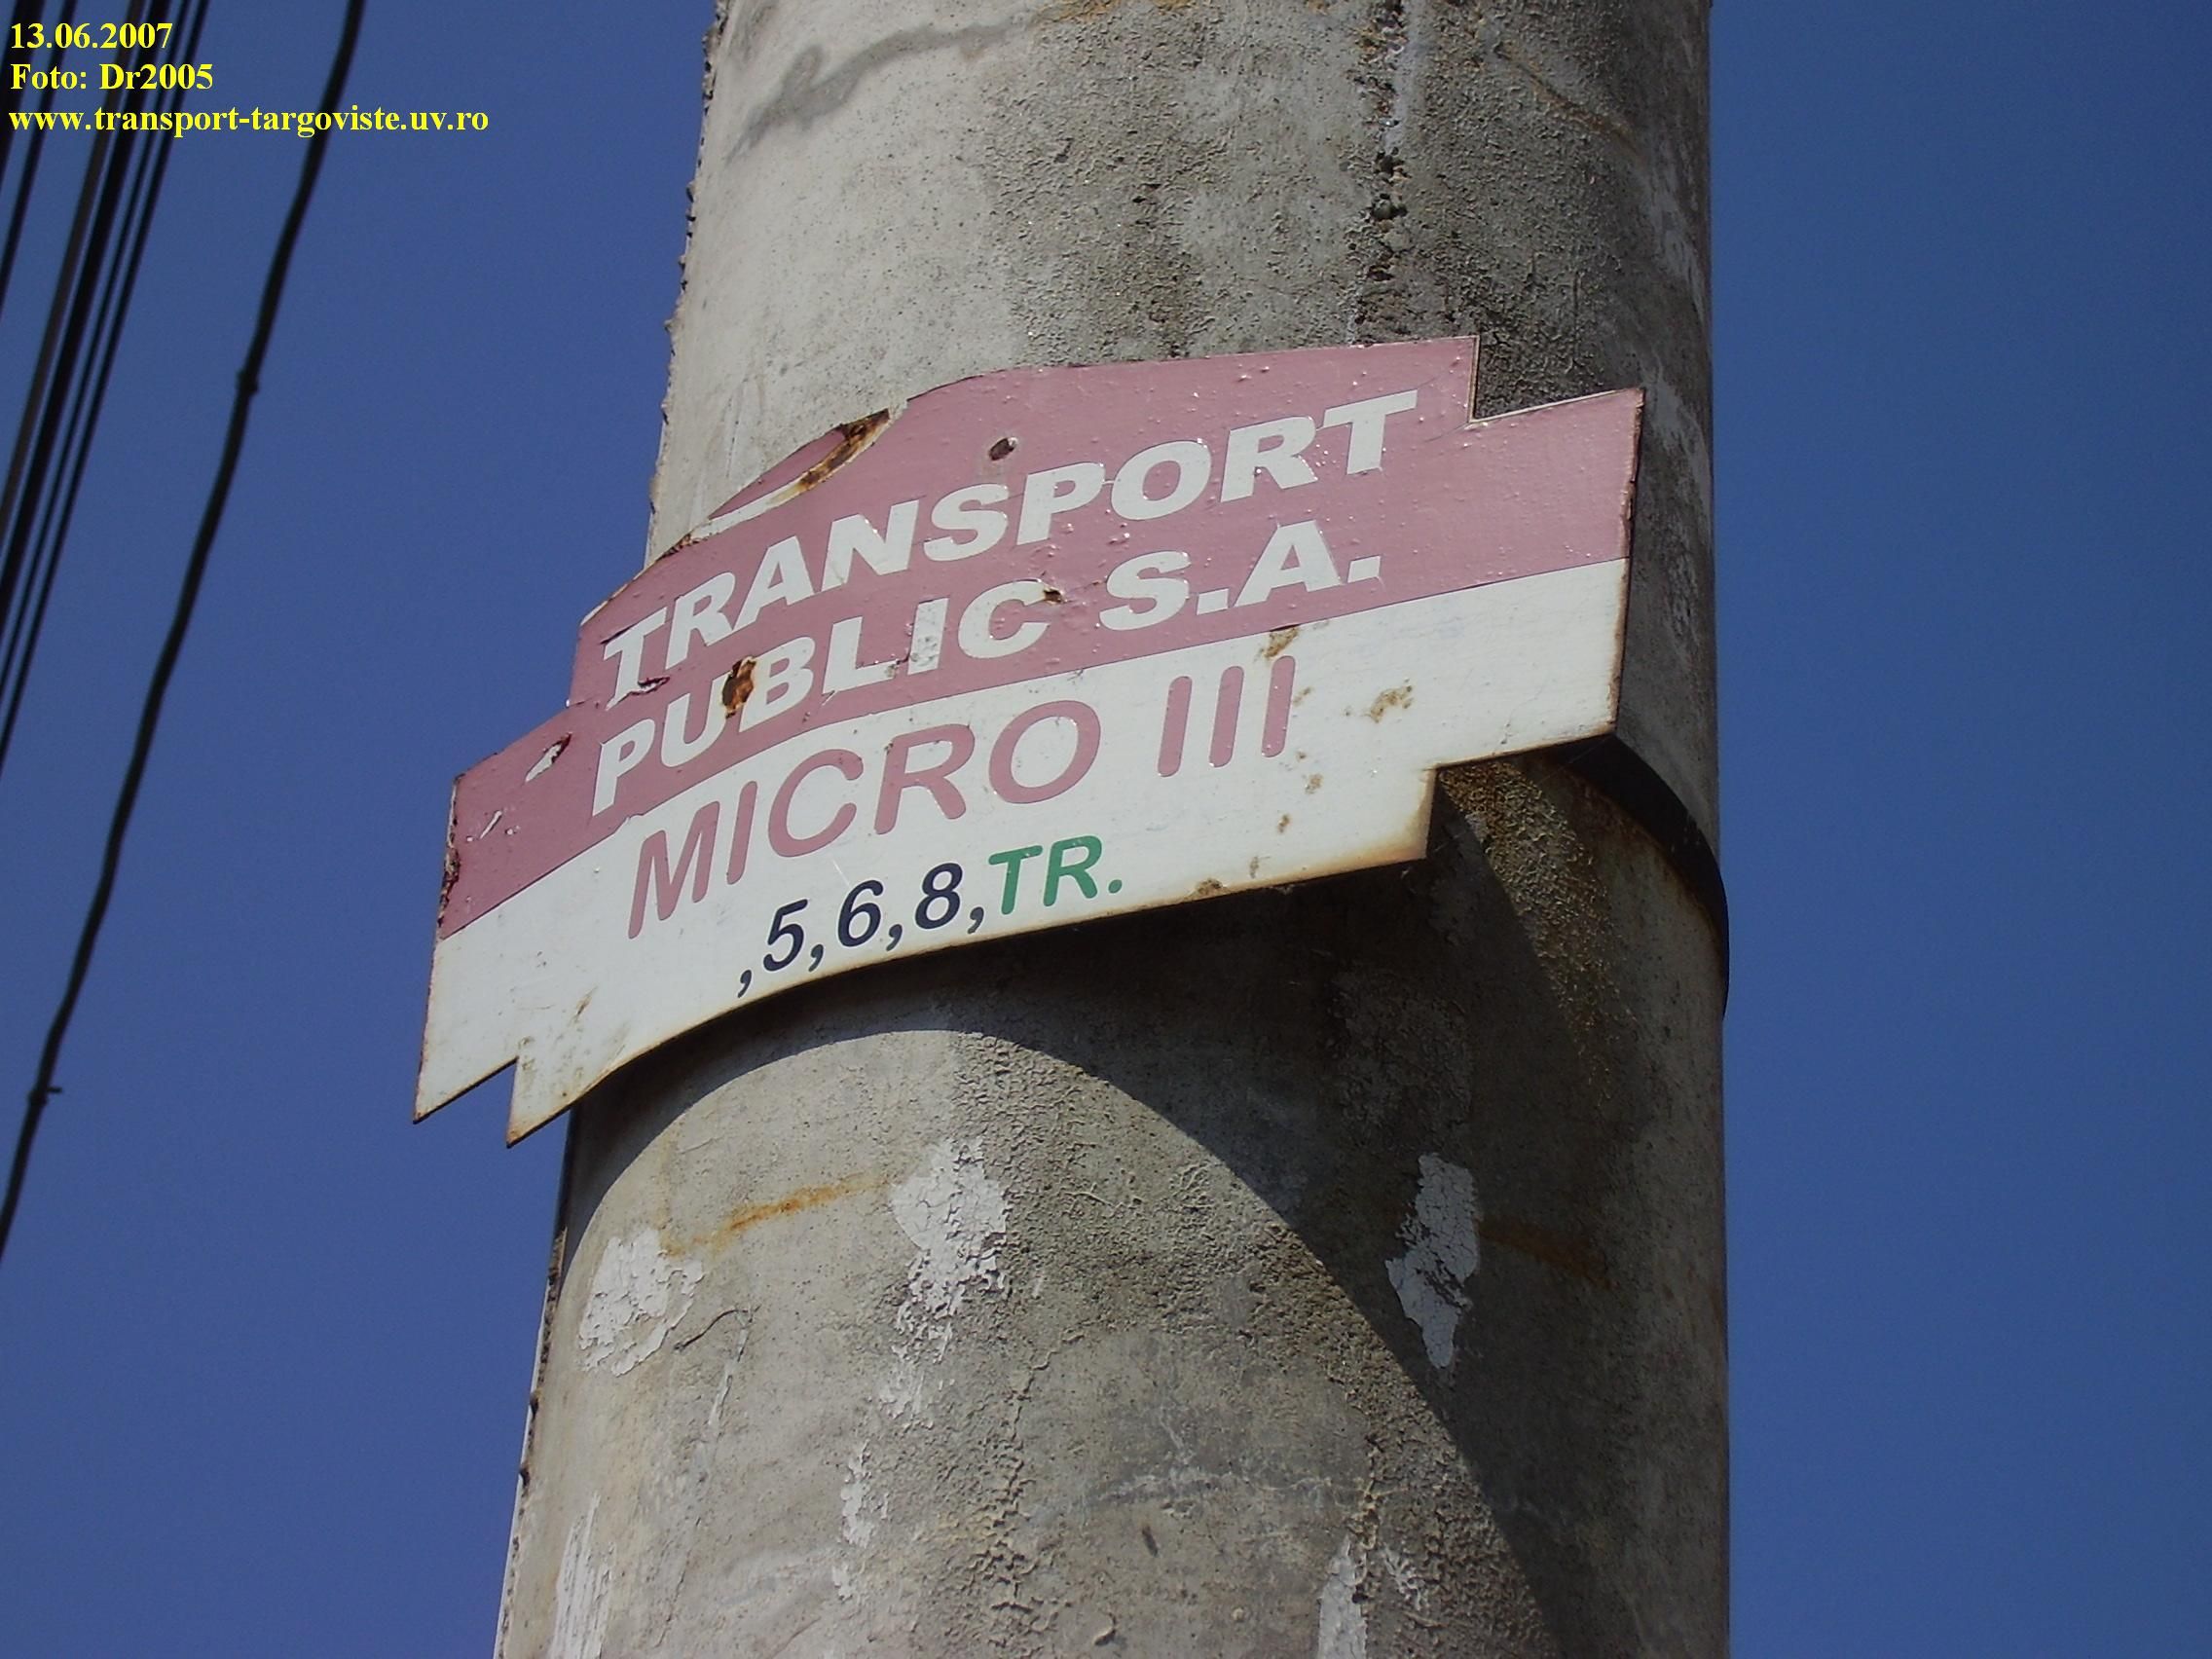 13.06.2007
Foto: Dr2005
www.transport-targoviste.uv.ro
TRANSPORT
PUBLIC S.A.
MICRO III
,5,6,8,TR.